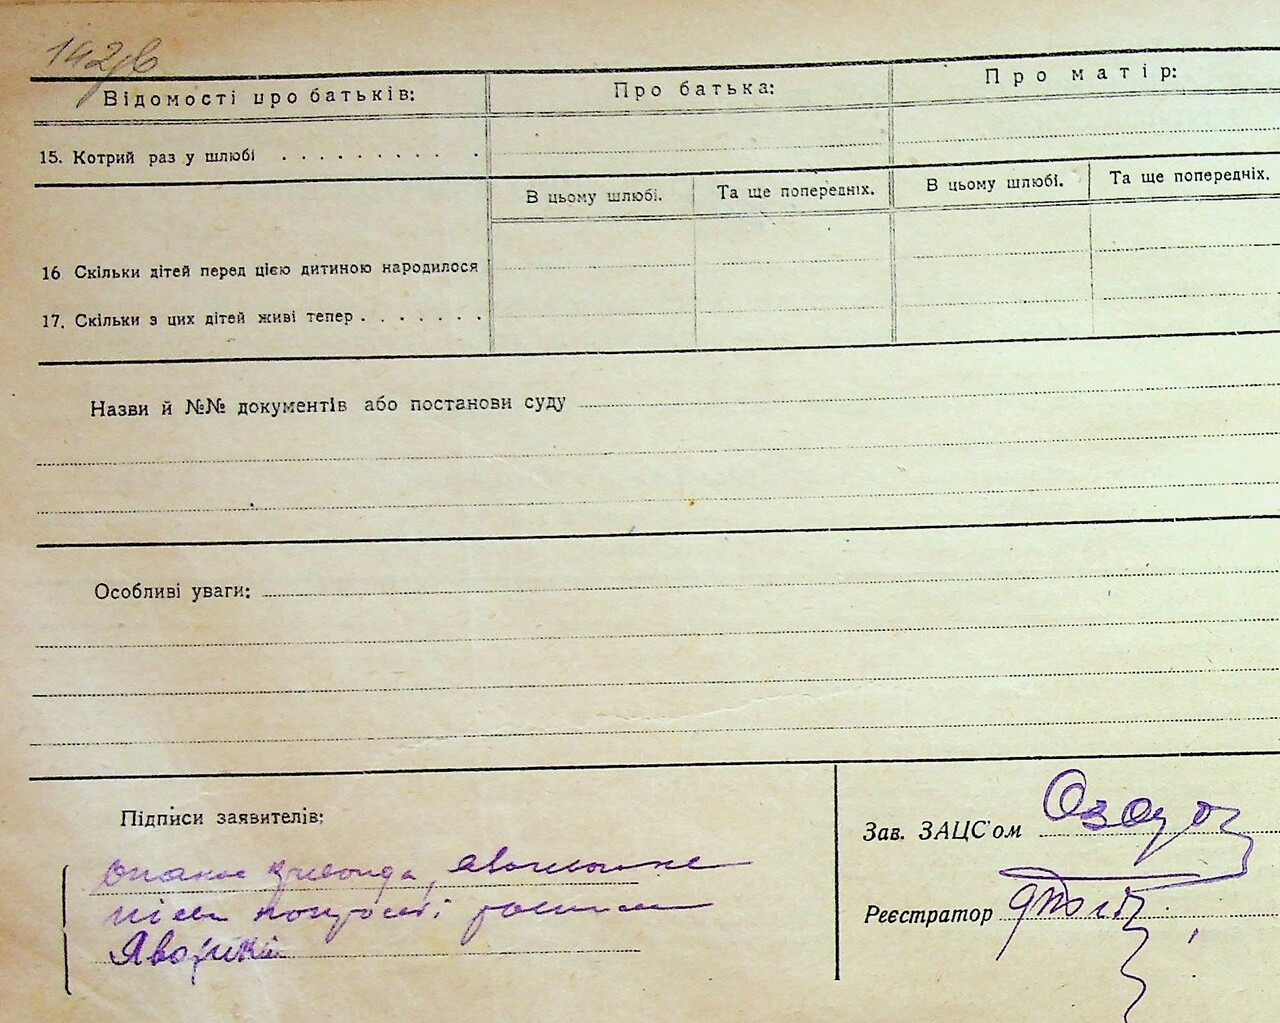 142
Відомості про батьків: Про батька: Про матір:
15. Котрий раз у шлюбі . . . . . . . . . .
В цьому шлюбі. Та ще попередніх. В цьому шлюбі. Та ще попередніх.
16 Скільки дітей перед цією дитиною народилося
17. Скільки з цих дітей живі тепер . . . . . . .
Назви й №№ документів або постанови суду
Особливі уваги:
Підписи заявителів:
Зав. ЗАЦС'ом
Реєстратор